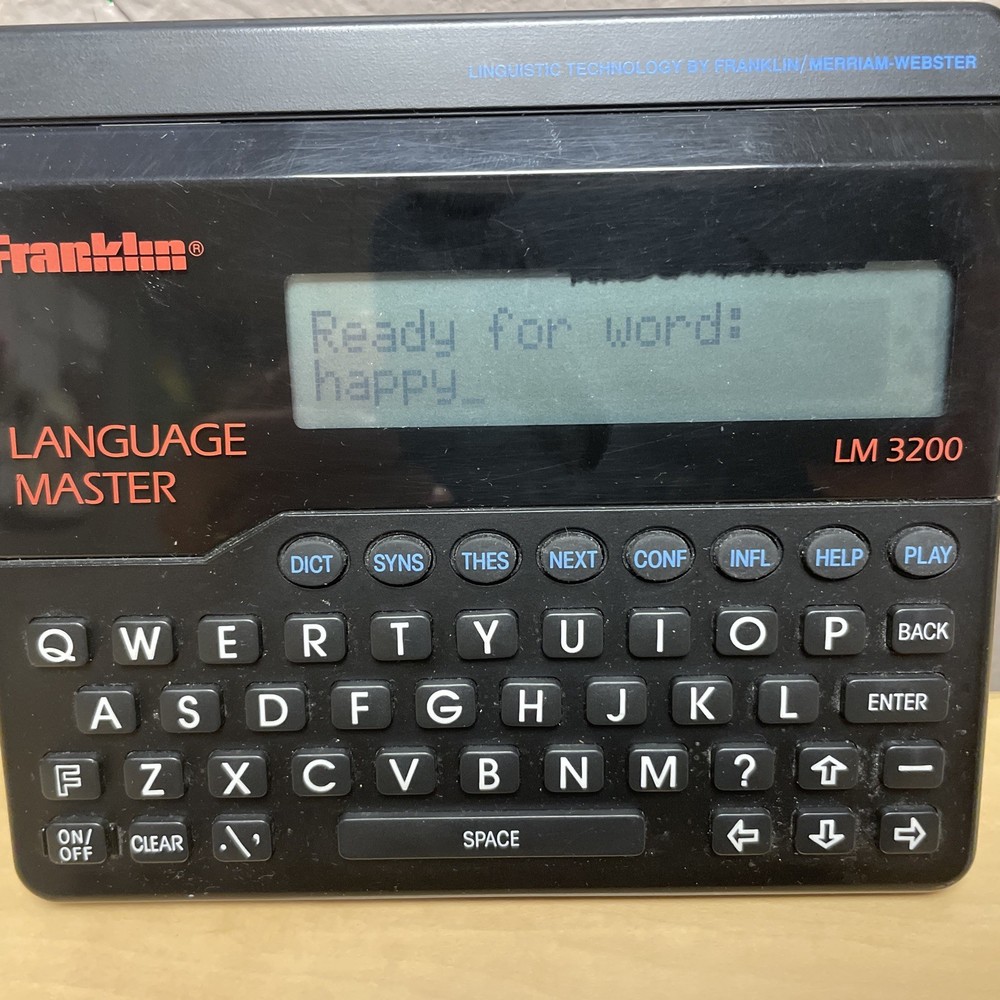 LINGUISTIC TECHNOLOGY BY FRANKLIN/MERRIAM-WEBSTER
Franklin®
Ready for word:
happy_
LANGUAGE
MASTER
LM 3200
DICT SYNS THES NEXT CONF INFL HELP PLAY
Q W E R T Y U I O P BACK
A S D F G H J K L ENTER
F Z X C V B N M ? ⇧ —
ON/OFF CLEAR .\, SPACE ⇦ ⇩ ⇨